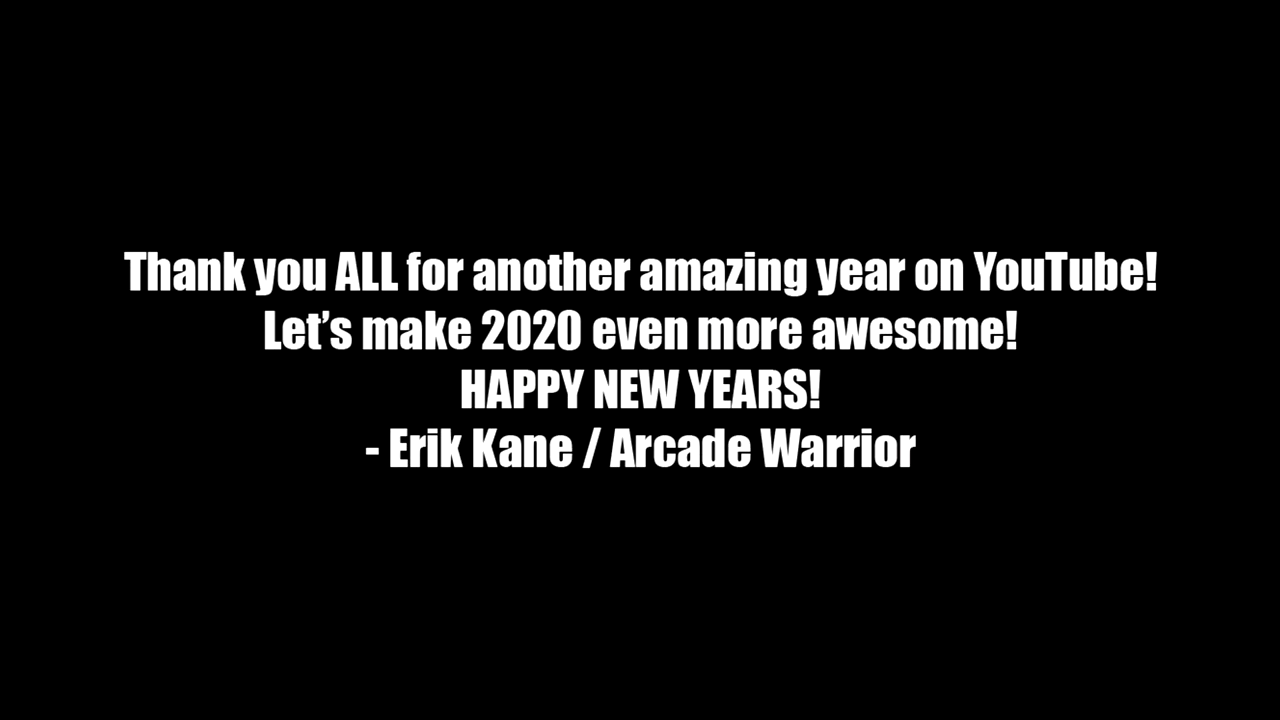 Thank you ALL for another amazing year on YouTube!
Let’s make 2020 even more awesome!
HAPPY NEW YEARS!
- Erik Kane / Arcade Warrior